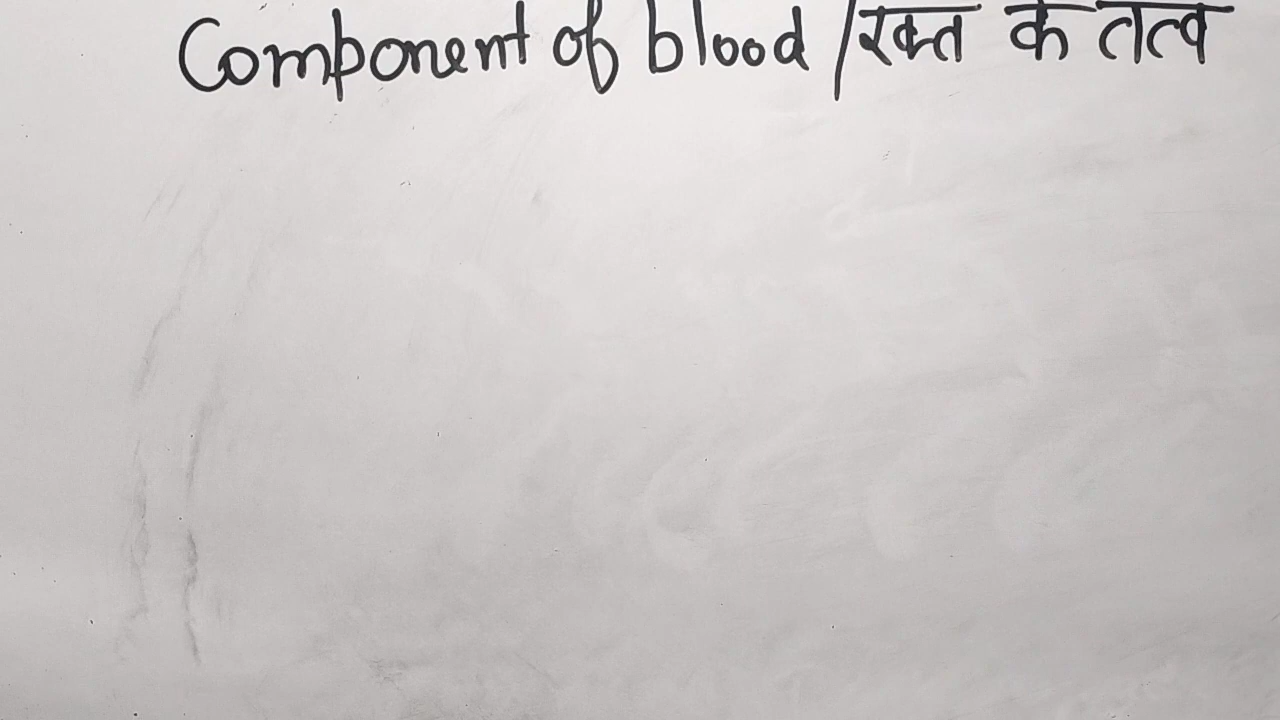 Component of blood / रक्त के तत्व